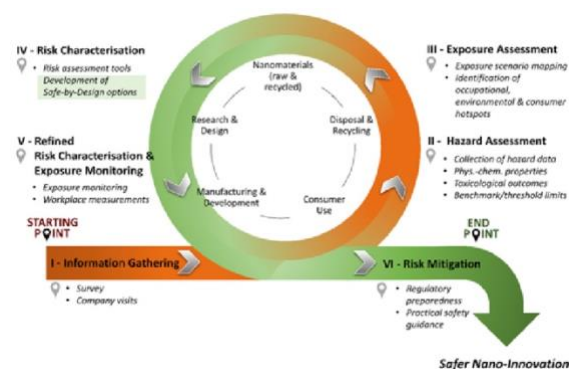 IV - Risk Characterisation
• Risk assessment tools
Development of
Safe-by-Design options
V - Refined
Risk Characterisation &
Exposure Monitoring
• Exposure monitoring
• Workplace measurements
STARTING
POINT
I - Information Gathering
• Survey
• Company visits
Nanomaterials
(raw &
recycled)
Research
& Design
Disposal &
Recycling
Manufacturing &
Development
Consumer
Use
III - Exposure Assessment
• Exposure scenario mapping
• Identification of
occupational,
environmental & consumer
hotspots
II - Hazard Assessment
• Collection of hazard data
• Phys.-chem. properties
• Toxicological outcomes
• Benchmark/threshold limits
END
POINT
VI - Risk Mitigation
• Regulatory
preparedness
• Practical safety
guidance
Safer Nano-Innovation